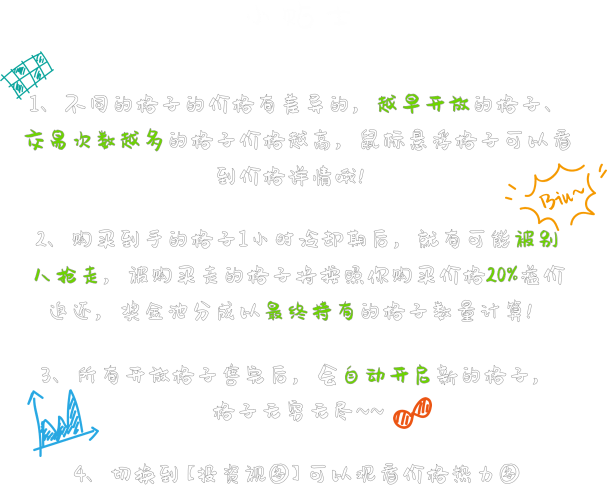 1、不同的格子的价格有差异的，越早开放的格子、
交易次数越多的格子价格越高，鼠标悬移格子可以看
到价格详情哦!
Biu~
2、购买到手的格子1小时冷却期后，就有可能被别
人抢走，被购买走的格子将按照你购买价格20%溢价
返还，奖金池分成以最终持有的格子数量计算!
3、所有开放格子售完后，会自动开启新的格子，
格子无穷无尽~~
4、切换到[投资视图]可以观看价格热力图